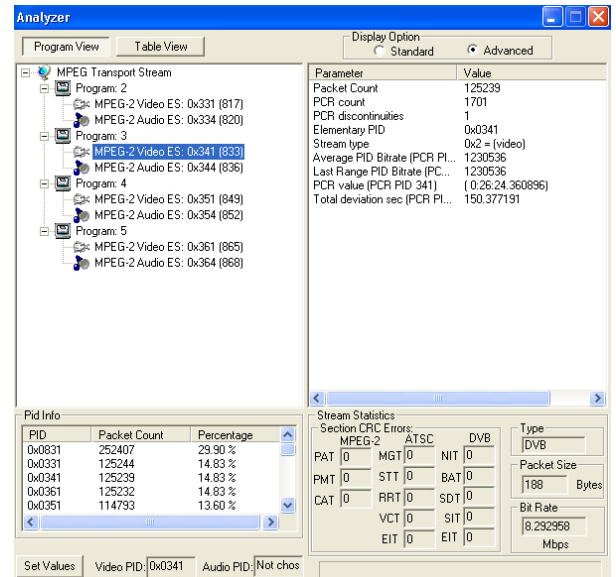 Analyzer
Program View
Table View
Display Option
Standard
Advanced
MPEG Transport Stream
Program: 2
MPEG-2 Video ES: 0x331 (817)
MPEG-2 Audio ES: 0x334 (820)
Program: 3
MPEG-2 Video ES: 0x341 (833)
MPEG-2 Audio ES: 0x344 (836)
Program: 4
MPEG-2 Video ES: 0x351 (849)
MPEG-2 Audio ES: 0x354 (852)
Program: 5
MPEG-2 Video ES: 0x361 (865)
MPEG-2 Audio ES: 0x364 (868)
Parameter Value
Packet Count 125239
PCR count 1701
PCR discontinuities 1
Elementary PID 0x0341
Stream type 0x2 = (video)
Average PID Bitrate (PCR PI... 1230536
Last Range PID Bitrate (PC... 1230536
PCR value (PCR PID 341) ( 0:26:24.360896)
Total deviation sec (PCR PI... 150.377191
Pid Info
PID Packet Count Percentage
0x0831 252407 29.90 %
0x0331 125244 14.83 %
0x0341 125239 14.83 %
0x0361 125232 14.83 %
0x0351 114793 13.60 %
Stream Statistics
Section CRC Errors:
MPEG-2 ATSC DVB
PAT 0 MGT 0 NIT 0
PMT 0 STT 0 BAT 0
CAT 0 RRT 0 SDT 0
VCT 0 SIT 0
EIT 0 EIT 0
Type
DVB
Packet Size
188 Bytes
Bit Rate
8.292958
Mbps
Set Values Video PID: 0x0341 Audio PID: Not chos